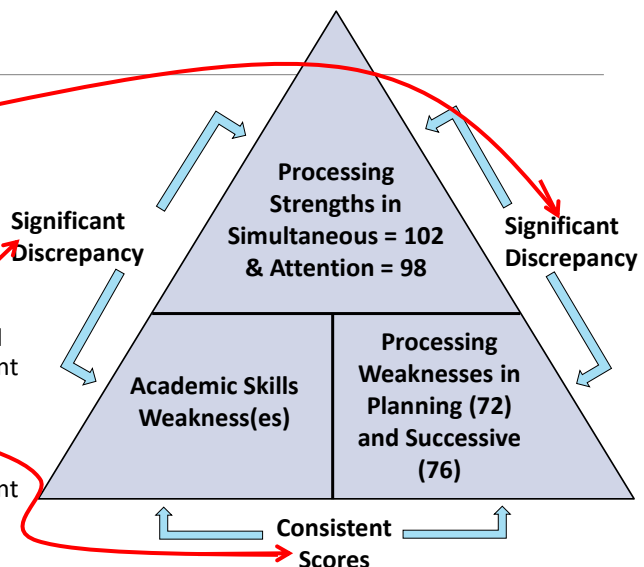 Processing
Strengths in
Simultaneous = 102
& Attention = 98
Significant
Discrepancy
Significant
Discrepancy
Academic Skills
Weakness(es)
Processing
Weaknesses in
Planning (72)
and Successive
(76)
Consistent
Scores